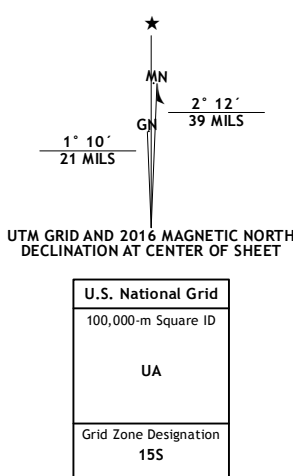 ★
MN
2° 12´
39 MILS
GN
1° 10´
21 MILS
UTM GRID AND 2016 MAGNETIC NORTH
DECLINATION AT CENTER OF SHEET
U.S. National Grid
100,000-m Square ID
UA
Grid Zone Designation
15S